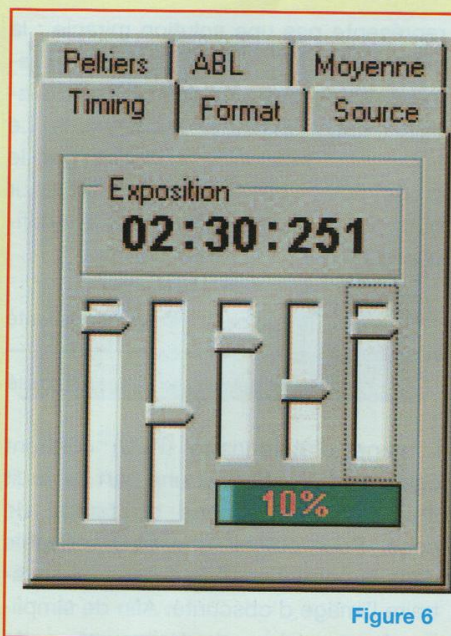 Peltiers ABL Moyenne
Timing Format Source
Exposition
02:30:251
10%
Figure 6